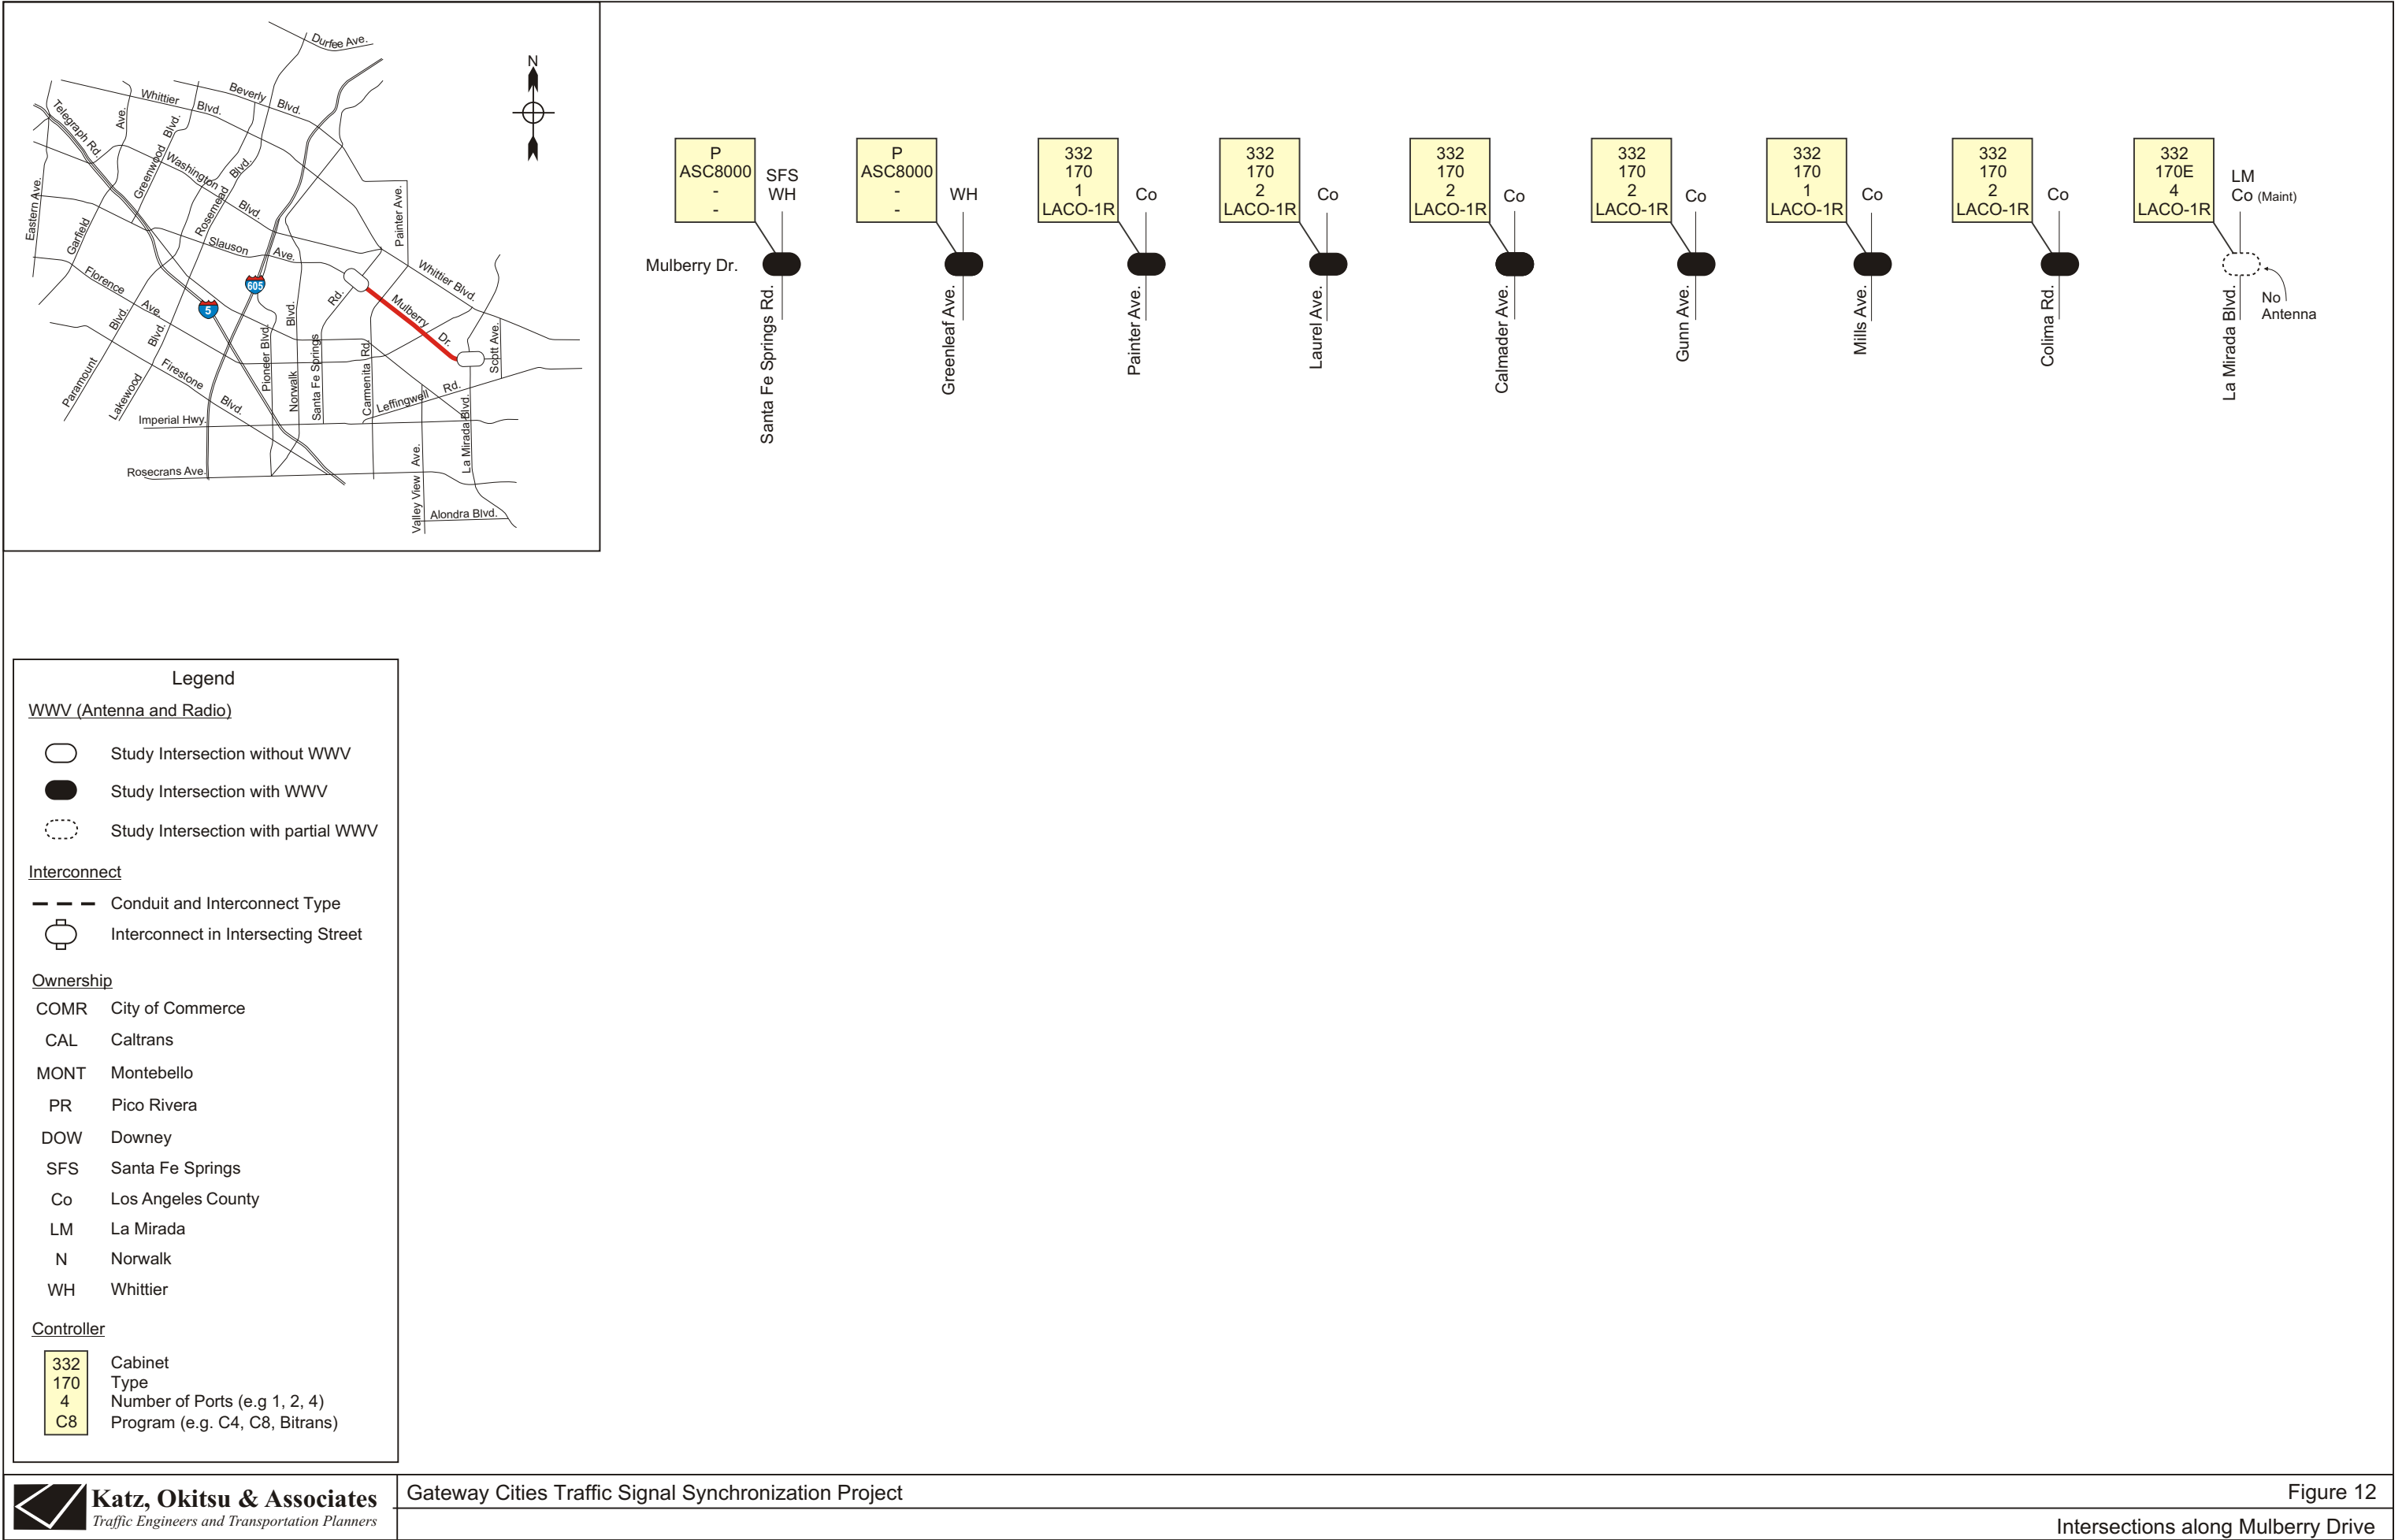 Durfee Ave.
N
Whittier Blvd.
Beverly Blvd.
Telegraph Rd.
Ave.
Greenwood Blvd.
Washington Blvd.
Rosemead Blvd.
Eastern Ave.
Garfield
Slauson Ave.
Painter Ave.
Whittier Blvd.
Florence Ave.
605
5
Rd.
Mulberry Dr.
Blvd.
Blvd.
Blvd.
Pioneer Blvd.
Norwalk
Santa Fe Springs
Carmenita Rd.
Scott Ave.
Paramount
Lakewood
Firestone Blvd.
Leffingwell Rd.
Imperial Hwy.
La Mirada Blvd.
Rosecrans Ave.
Valley View Ave.
Alondra Blvd.
P
ASC8000
-
-
SFS
WH
P
ASC8000
-
-
WH
332
170
1
LACO-1R
Co
332
170
2
LACO-1R
Co
332
170
2
LACO-1R
Co
332
170
2
LACO-1R
Co
332
170
1
LACO-1R
Co
332
170
2
LACO-1R
Co
332
170E
4
LACO-1R
LM
Co (Maint)
Mulberry Dr.
Santa Fe Springs Rd.
Greenleaf Ave.
Painter Ave.
Laurel Ave.
Calmader Ave.
Gunn Ave.
Mills Ave.
Colima Rd.
La Mirada Blvd.
No
Antenna
Legend
WWV (Antenna and Radio)
Study Intersection without WWV
Study Intersection with WWV
Study Intersection with partial WWV
Interconnect
Conduit and Interconnect Type
Interconnect in Intersecting Street
Ownership
COMR City of Commerce
CAL Caltrans
MONT Montebello
PR Pico Rivera
DOW Downey
SFS Santa Fe Springs
Co Los Angeles County
LM La Mirada
N Norwalk
WH Whittier
Controller
332 Cabinet
170 Type
4 Number of Ports (e.g 1, 2, 4)
C8 Program (e.g. C4, C8, Bitrans)
Katz, Okitsu & Associates
Traffic Engineers and Transportation Planners
Gateway Cities Traffic Signal Synchronization Project
Figure 12
Intersections along Mulberry Drive